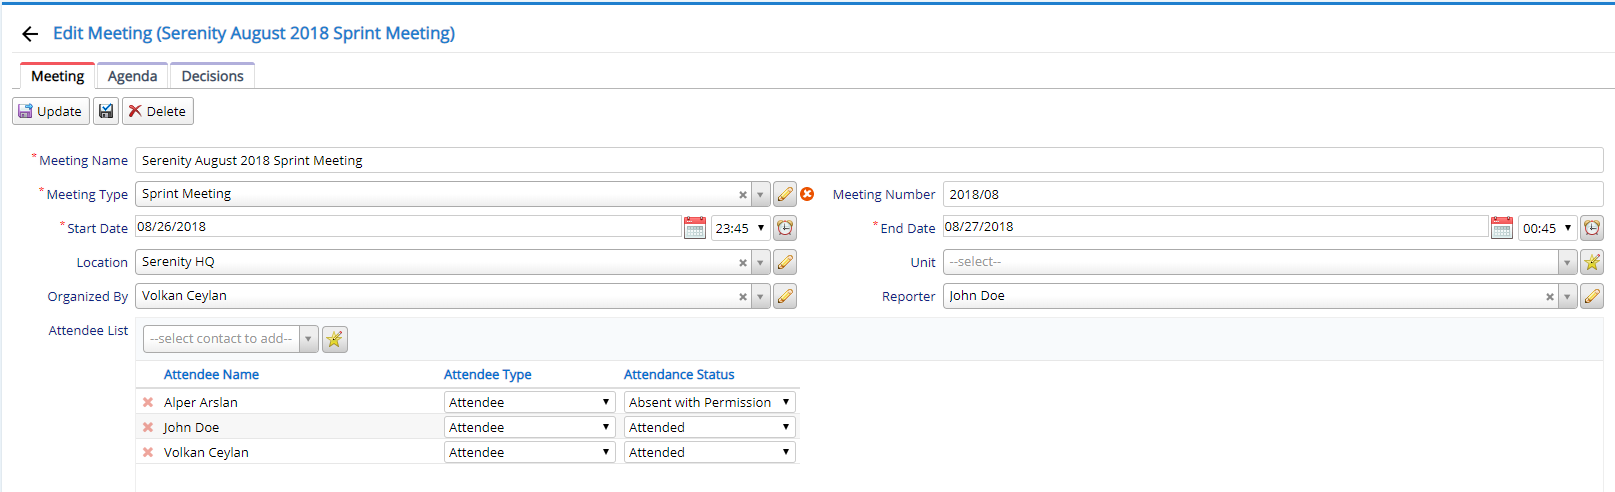 Edit Meeting (Serenity August 2018 Sprint Meeting)
Meeting Agenda Decisions
Update Delete
* Meeting Name Serenity August 2018 Sprint Meeting
* Meeting Type Sprint Meeting Meeting Number 2018/08
* Start Date 08/26/2018 23:45 * End Date 08/27/2018 00:45
Location Serenity HQ Unit --select--
Organized By Volkan Ceylan Reporter John Doe
Attendee List --select contact to add--
Attendee Name Attendee Type Attendance Status
Alper Arslan Attendee Absent with Permission
John Doe Attendee Attended
Volkan Ceylan Attendee Attended